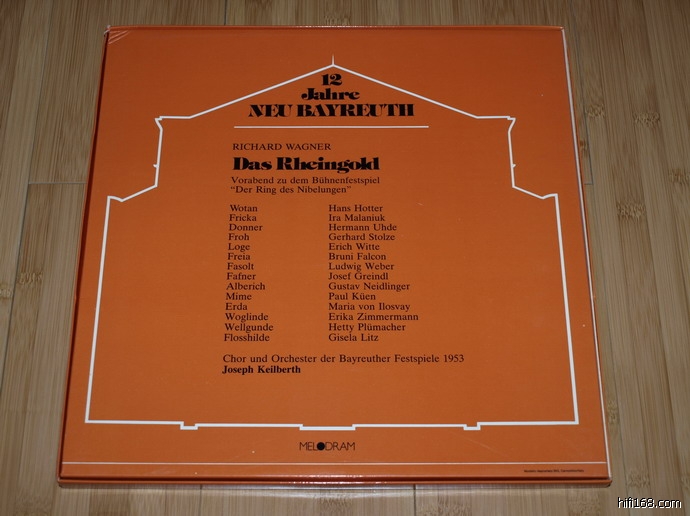 12
Jahre
NEU BAYREUTH
RICHARD WAGNER
Das Rheingold
Vorabend zu dem Bühnenfestspiel
"Der Ring des Nibelungen"
Wotan Hans Hotter
Fricka Ira Malaniuk
Donner Hermann Uhde
Froh Gerhard Stolze
Loge Erich Witte
Freia Bruni Falcon
Fasolt Ludwig Weber
Fafner Josef Greindl
Alberich Gustav Neidlinger
Mime Paul Küen
Erda Maria von Ilosvay
Woglinde Erika Zimmermann
Wellgunde Hetty Plümacher
Flosshilde Gisela Litz
Chor und Orchester der Bayreuther Festspiele 1953
Joseph Keilberth
MELODRAM
hifi168.com